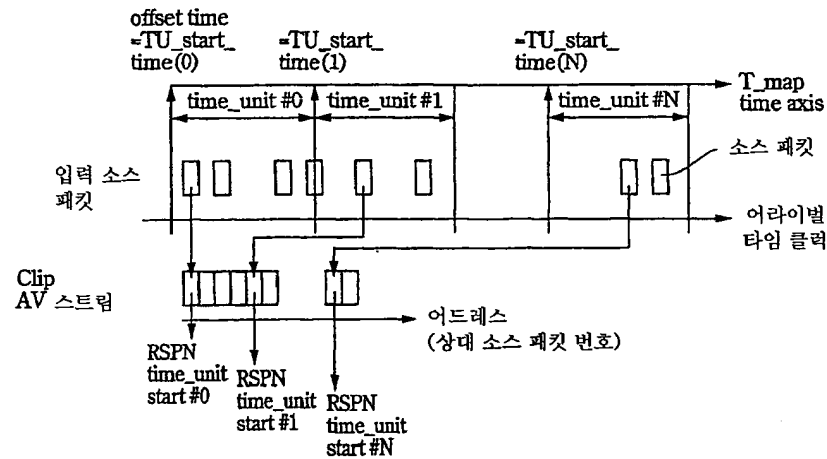 offset time
=TU_start_
time(0)
=TU_start_
time(1)
=TU_start_
time(N)
T_map
time axis
time_unit #0
time_unit #1
time_unit #N
소스 패킷
입력 소스
패킷
어라이벌
타임 클럭
Clip
AV 스트림
어드레스
(상대 소스 패킷 번호)
RSPN
time_unit
start #0
RSPN
time_unit
start #1
RSPN
time_unit
start #N